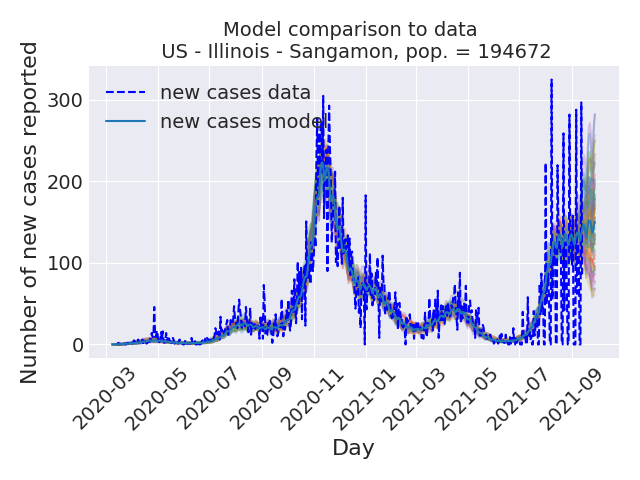 Model comparison to data
US - Illinois - Sangamon, pop. = 194672
Number of new cases reported
300
200
100
0
new cases data
new cases model
2020-03
2020-05
2020-07
2020-09
2020-11
2021-01
2021-03
2021-05
2021-07
2021-09
Day